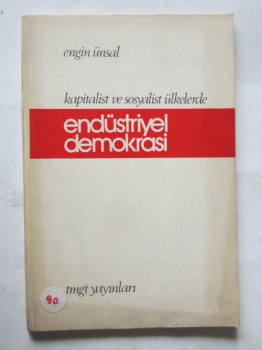 engin ünsal
kapitalist ve sosyalist ülkelerde
endüstriyel
demokrasi
tmgt yayınları
90